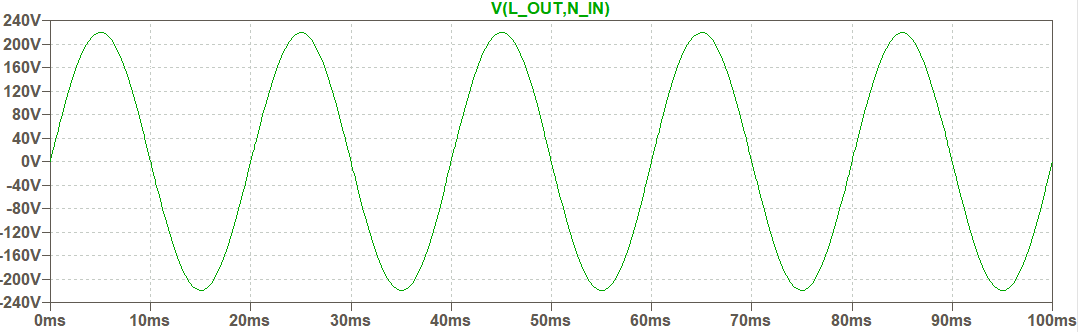 V(L_OUT,N_IN)
240V
200V
160V
120V
80V
40V
0V
-40V
-80V
-120V
-160V
-200V
-240V
0ms 10ms 20ms 30ms 40ms 50ms 60ms 70ms 80ms 90ms 100ms